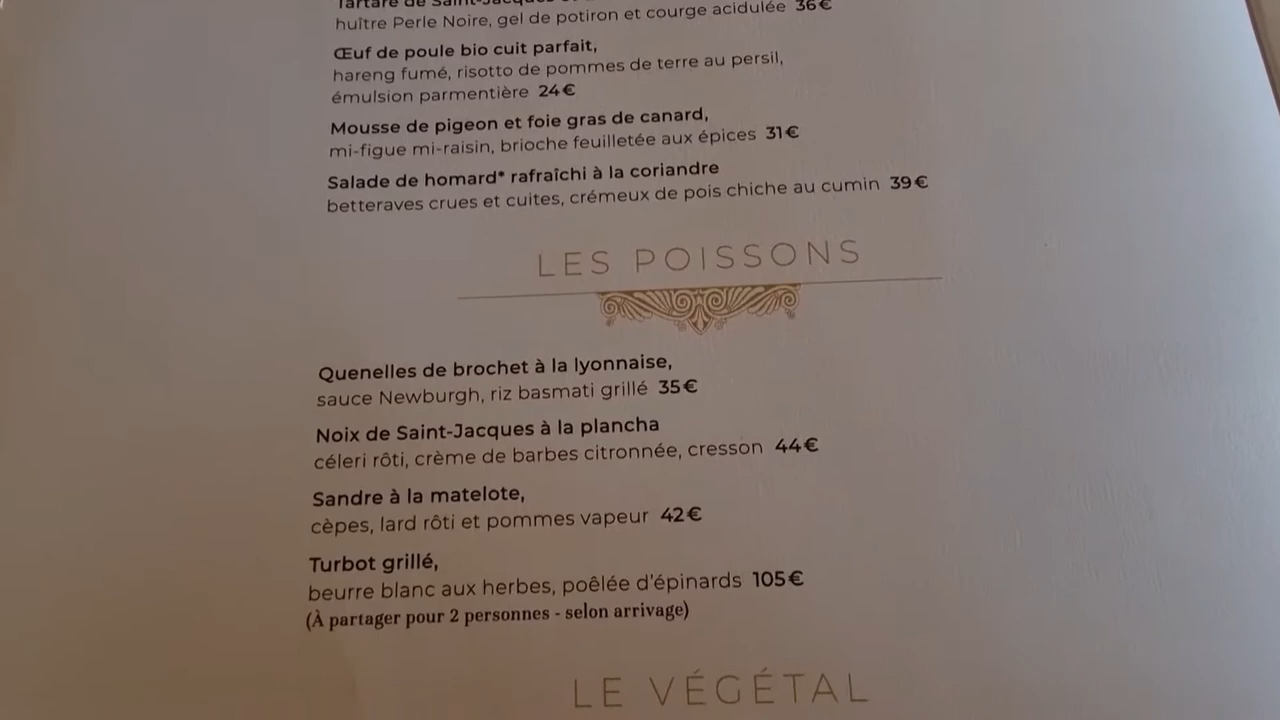 Tartare de Saint-Jacques
huître Perle Noire, gel de potiron et courge acidulée 36€
Œuf de poule bio cuit parfait,
hareng fumé, risotto de pommes de terre au persil,
émulsion parmentière 24€
Mousse de pigeon et foie gras de canard,
mi-figue mi-raisin, brioche feuilletée aux épices 31€
Salade de homard* rafraîchi à la coriandre
betteraves crues et cuites, crémeux de pois chiche au cumin 39€
LES POISSONS
Quenelles de brochet à la lyonnaise,
sauce Newburgh, riz basmati grillé 35€
Noix de Saint-Jacques à la plancha
céleri rôti, crème de barbes citronnée, cresson 44€
Sandre à la matelote,
cèpes, lard rôti et pommes vapeur 42€
Turbot grillé,
beurre blanc aux herbes, poêlée d'épinards 105€
(À partager pour 2 personnes - selon arrivage)
LE VÉGÉTAL